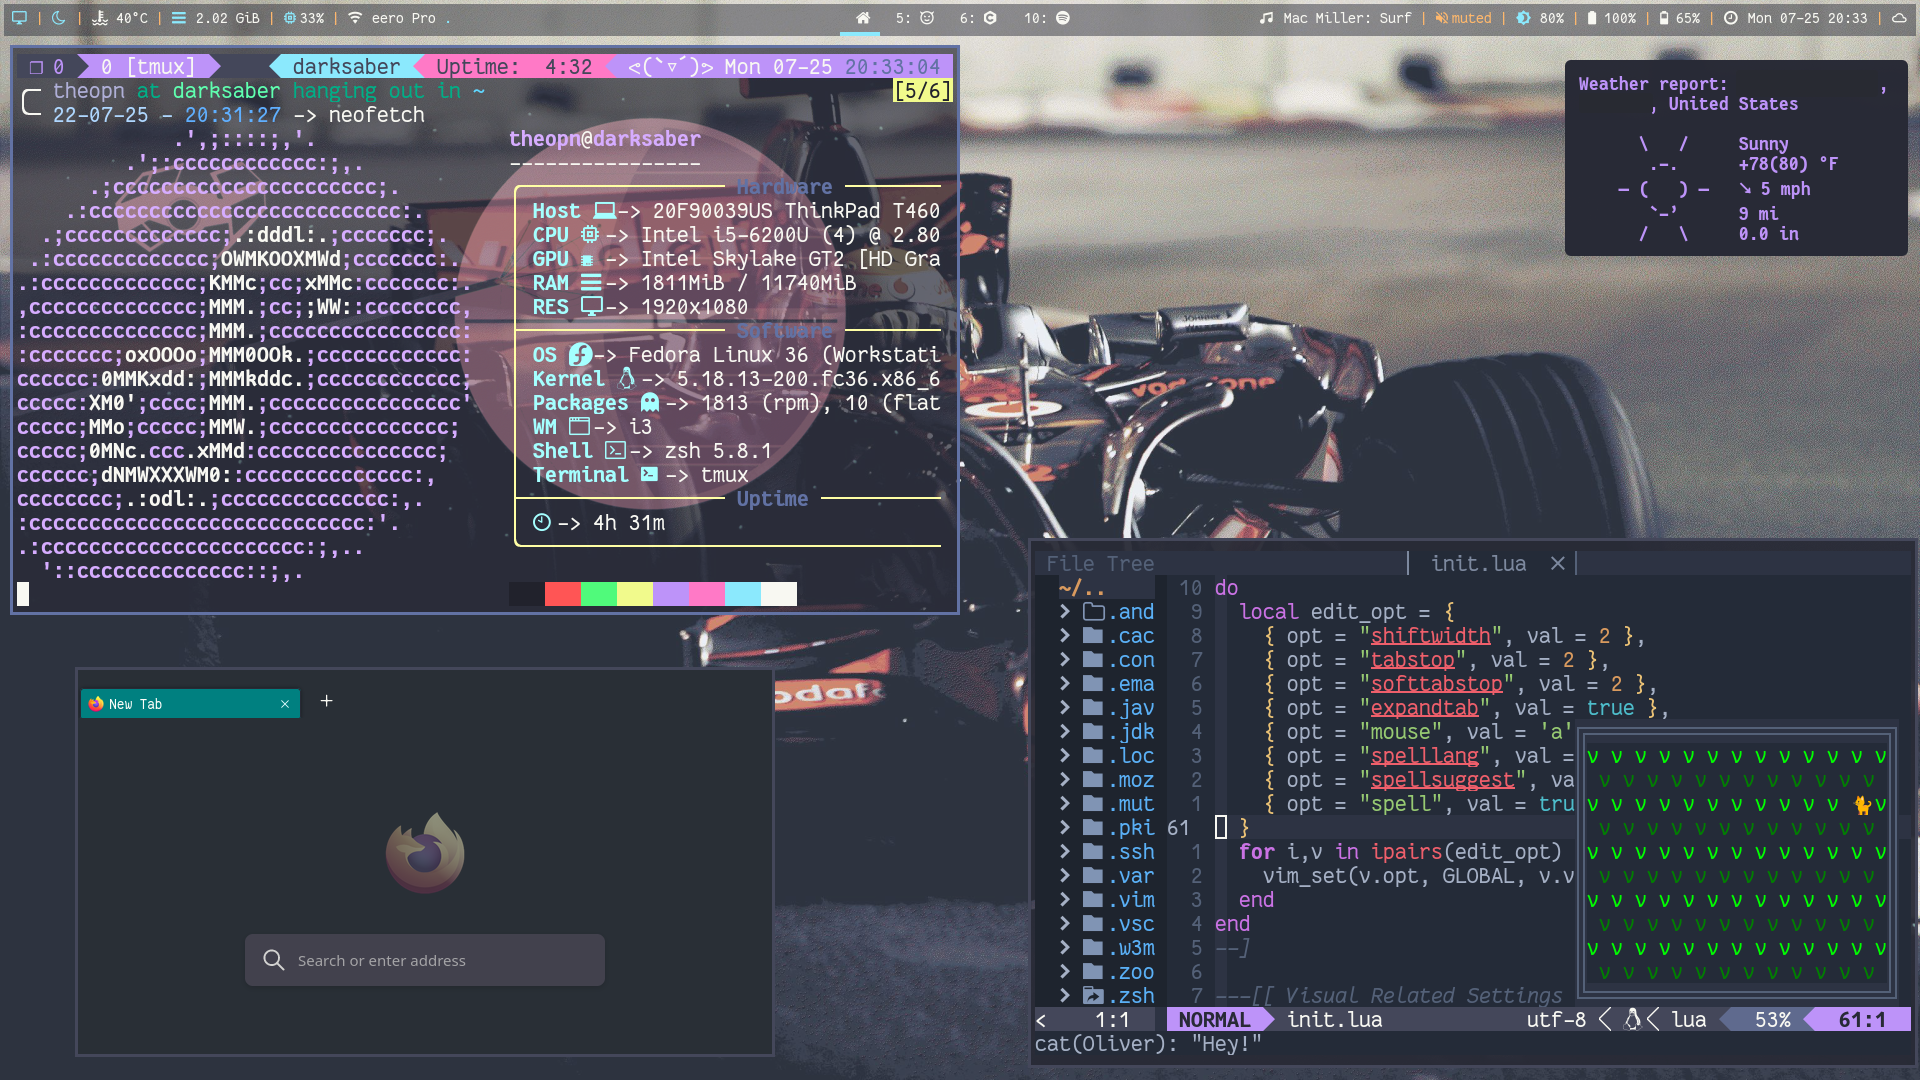 40°C | 2.02 GiB | 33% | eero Pro .
5: 6: 10:
Mac Miller: Surf | muted | 80% | 100% | 65% | Mon 07-25 20:33 |
0 0 [tmux] darksaber Uptime: 4:32 ⋖(`▿´)⋗ Mon 07-25 20:33:04
theopn at darksaber hanging out in ~ [5/6]
22-07-25 - 20:31:27 -> neofetch
theopn@darksaber
----------------
Hardware
Host -> 20F90039US ThinkPad T460
CPU -> Intel i5-6200U (4) @ 2.80
GPU -> Intel Skylake GT2 [HD Gra
RAM -> 1811MiB / 11740MiB
RES -> 1920x1080
Software
OS -> Fedora Linux 36 (Workstati
Kernel -> 5.18.13-200.fc36.x86_6
Packages -> 1813 (rpm), 10 (flat
WM -> i3
Shell -> zsh 5.8.1
Terminal -> tmux
Uptime
-> 4h 31m
Weather report: ,
, United States
Sunny
+78(80) °F
↘ 5 mph
9 mi
0.0 in
vodafone
New Tab × +
Search or enter address
File Tree
init.lua ×
~/..
.and
.cac
.con
.ema
.jav
.jdk
.loc
.moz
.mut
.pki
.ssh
.var
.vim
.vsc
.w3m
.zoo
.zsh
10 do
9 local edit_opt = {
8 { opt = "shiftwidth", val = 2 },
7 { opt = "tabstop", val = 2 },
6 { opt = "softtabstop", val = 2 },
5 { opt = "expandtab", val = true },
4 { opt = "mouse", val = 'a'
3 { opt = "spelllang", val =
2 { opt = "spellsuggest", va
1 { opt = "spell", val = tru
61 }
1 for i,v in ipairs(edit_opt)
2 vim_set(v.opt, GLOBAL, v.v
3 end
4 end
5 --]
6
7 ---[[ Visual Related Settings
< 1:1 NORMAL init.lua utf-8 < < lua 53% 61:1
cat(Oliver): "Hey!"